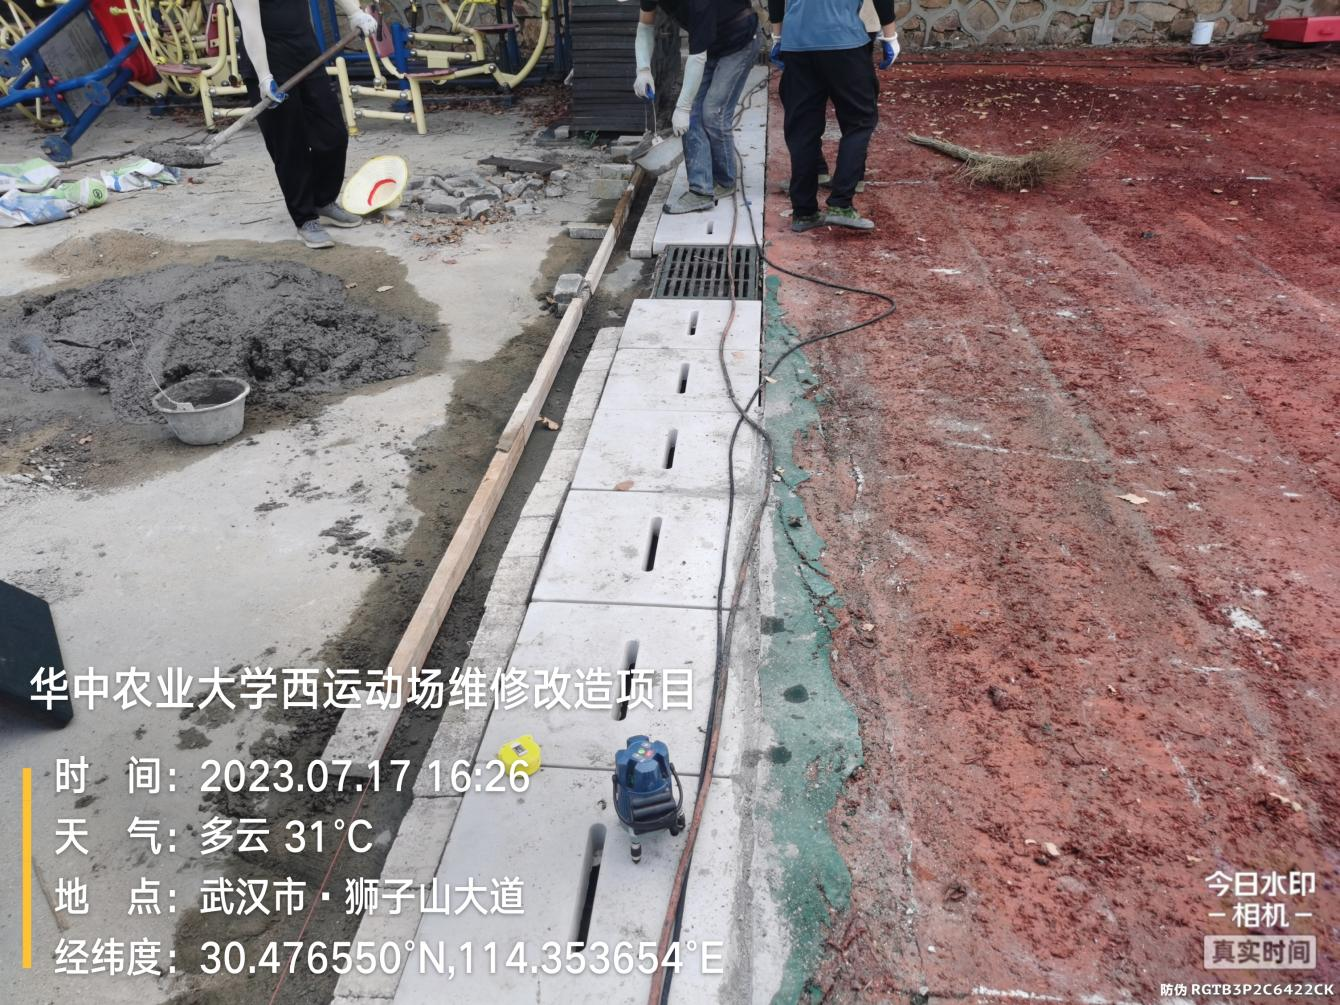 华中农业大学西运动场维修改造项目
时 间：2023.07.17 16:26
天 气：多云 31°C
地 点：武汉市·狮子山大道
经纬度：30.476550°N,114.353654°E
今日水印
相机
真实时间
防伪 RGTB3P2C6422CK